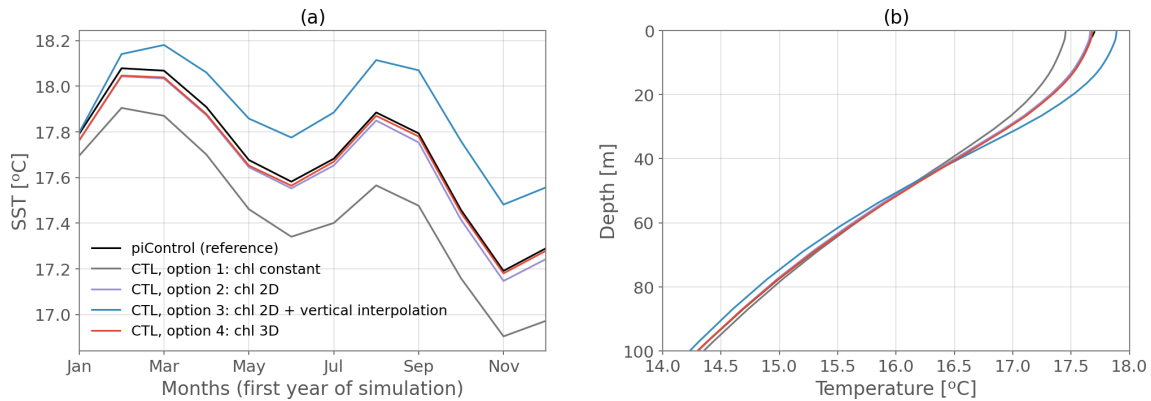 (a)
18.2
18.0
17.8
17.6
17.4
17.2
17.0
SST [ºC]
piControl (reference)
CTL, option 1: chl constant
CTL, option 2: chl 2D
CTL, option 3: chl 2D + vertical interpolation
CTL, option 4: chl 3D
Jan Mar May Jul Sep Nov
Months (first year of simulation)
(b)
0
20
40
60
80
100
Depth [m]
14.0 14.5 15.0 15.5 16.0 16.5 17.0 17.5 18.0
Temperature [ºC]